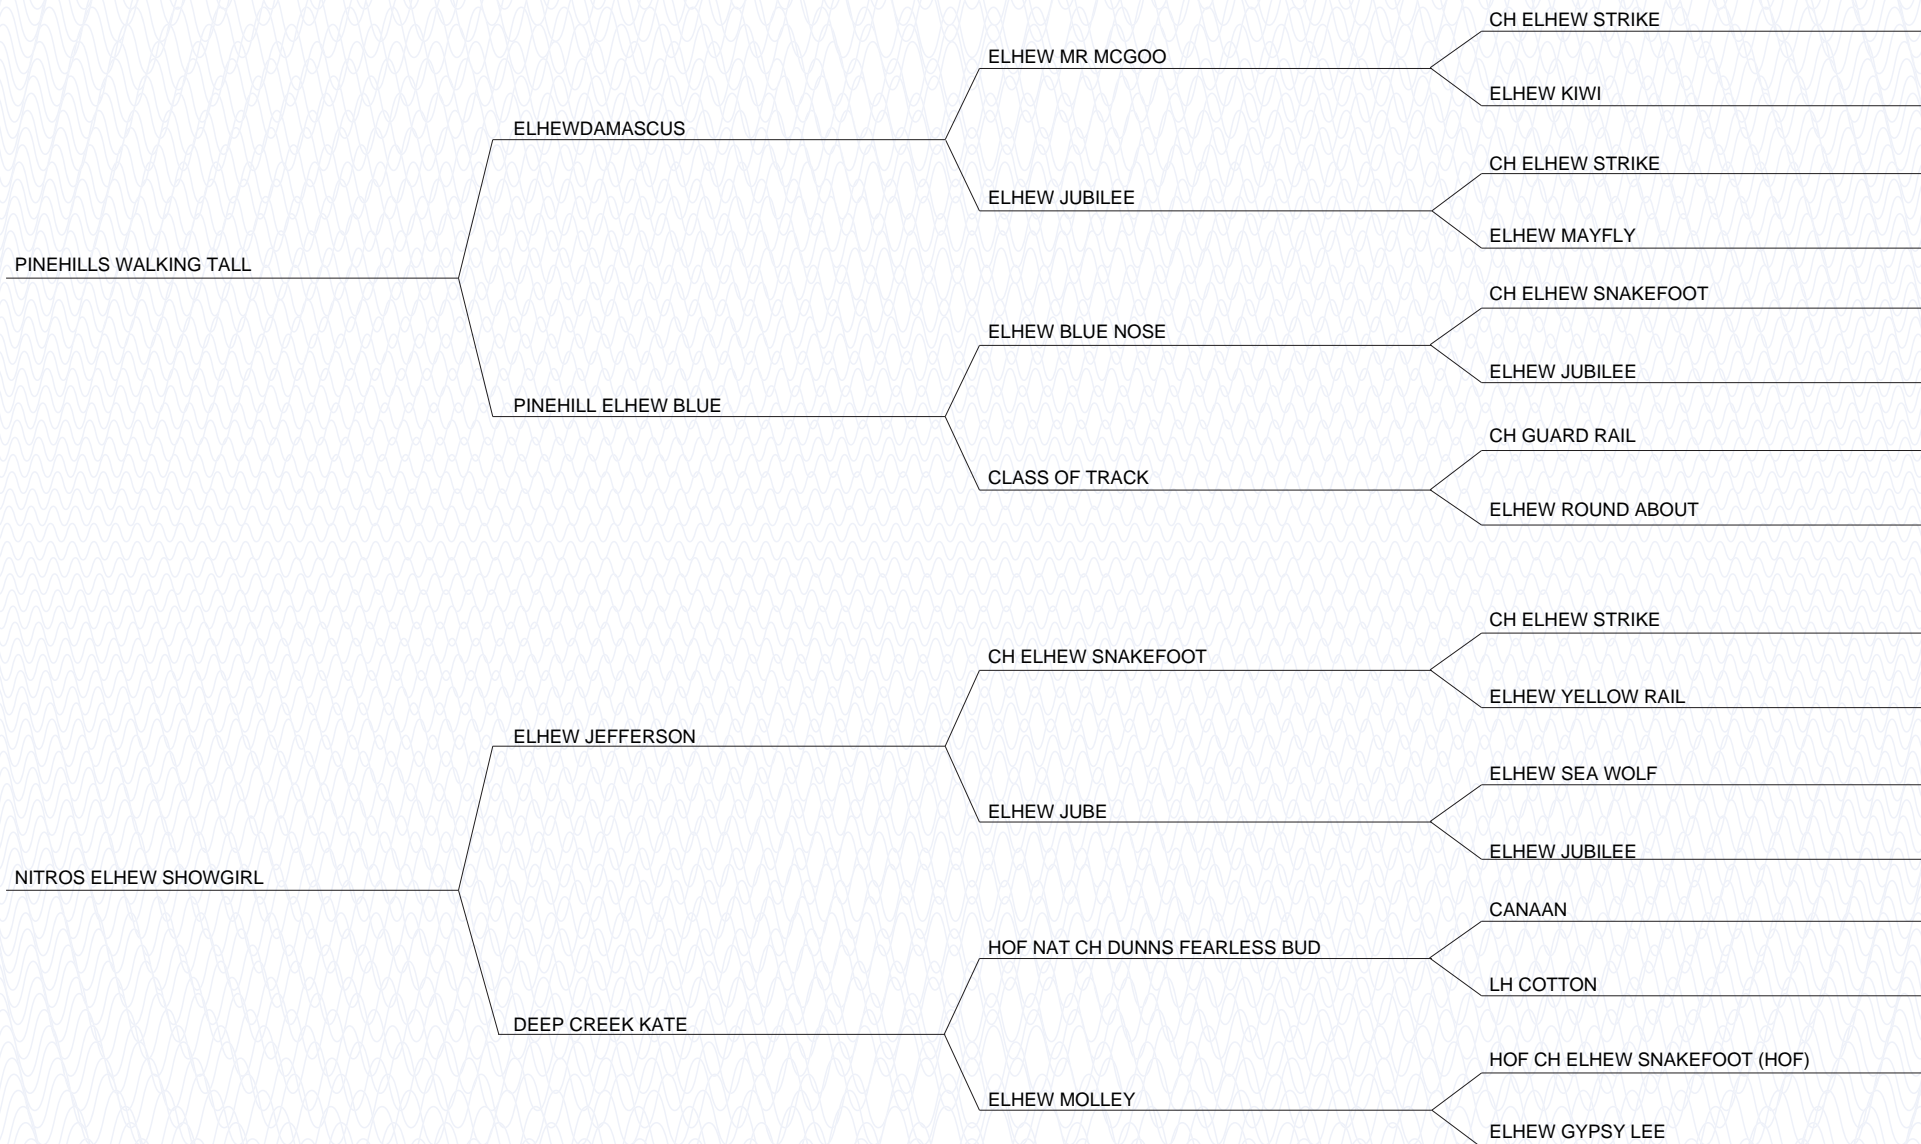 CH ELHEW STRIKE
ELHEW MR MCGOO
ELHEW KIWI
ELHEWDAMASCUS
CH ELHEW STRIKE
ELHEW JUBILEE
ELHEW MAYFLY
PINEHILLS WALKING TALL
CH ELHEW SNAKEFOOT
ELHEW BLUE NOSE
ELHEW JUBILEE
PINEHILL ELHEW BLUE
CH GUARD RAIL
CLASS OF TRACK
ELHEW ROUND ABOUT
CH ELHEW STRIKE
CH ELHEW SNAKEFOOT
ELHEW YELLOW RAIL
ELHEW JEFFERSON
ELHEW SEA WOLF
ELHEW JUBE
ELHEW JUBILEE
NITROS ELHEW SHOWGIRL
CANAAN
HOF NAT CH DUNNS FEARLESS BUD
LH COTTON
DEEP CREEK KATE
HOF CH ELHEW SNAKEFOOT (HOF)
ELHEW MOLLEY
ELHEW GYPSY LEE